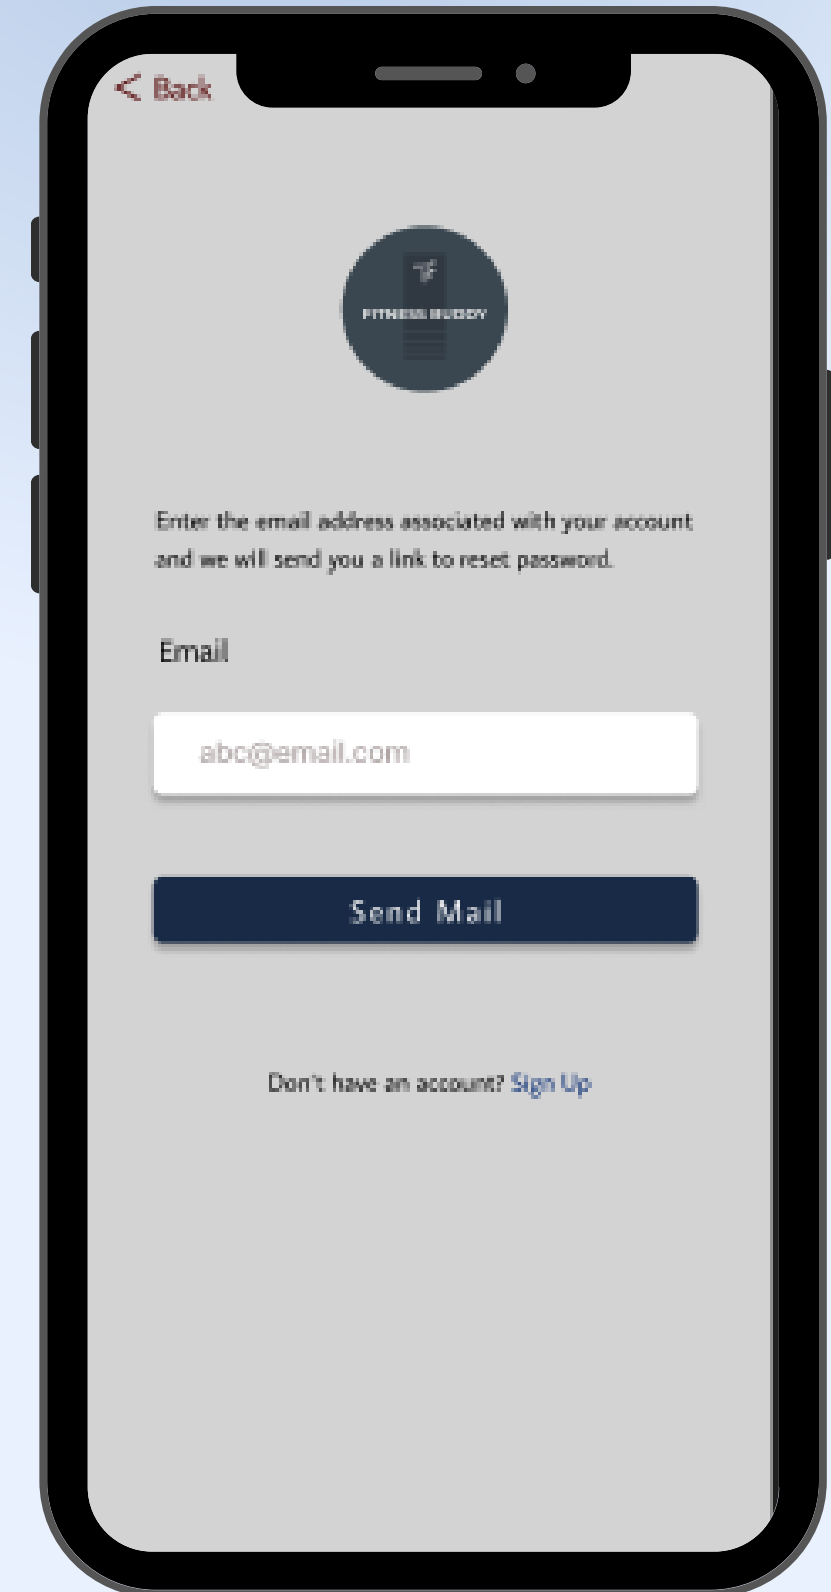 < Back
FITNESS BUDDY
Enter the email address associated with your account
and we will send you a link to reset password.
Email
abc@email.com
Send Mail
Don't have an account? Sign Up